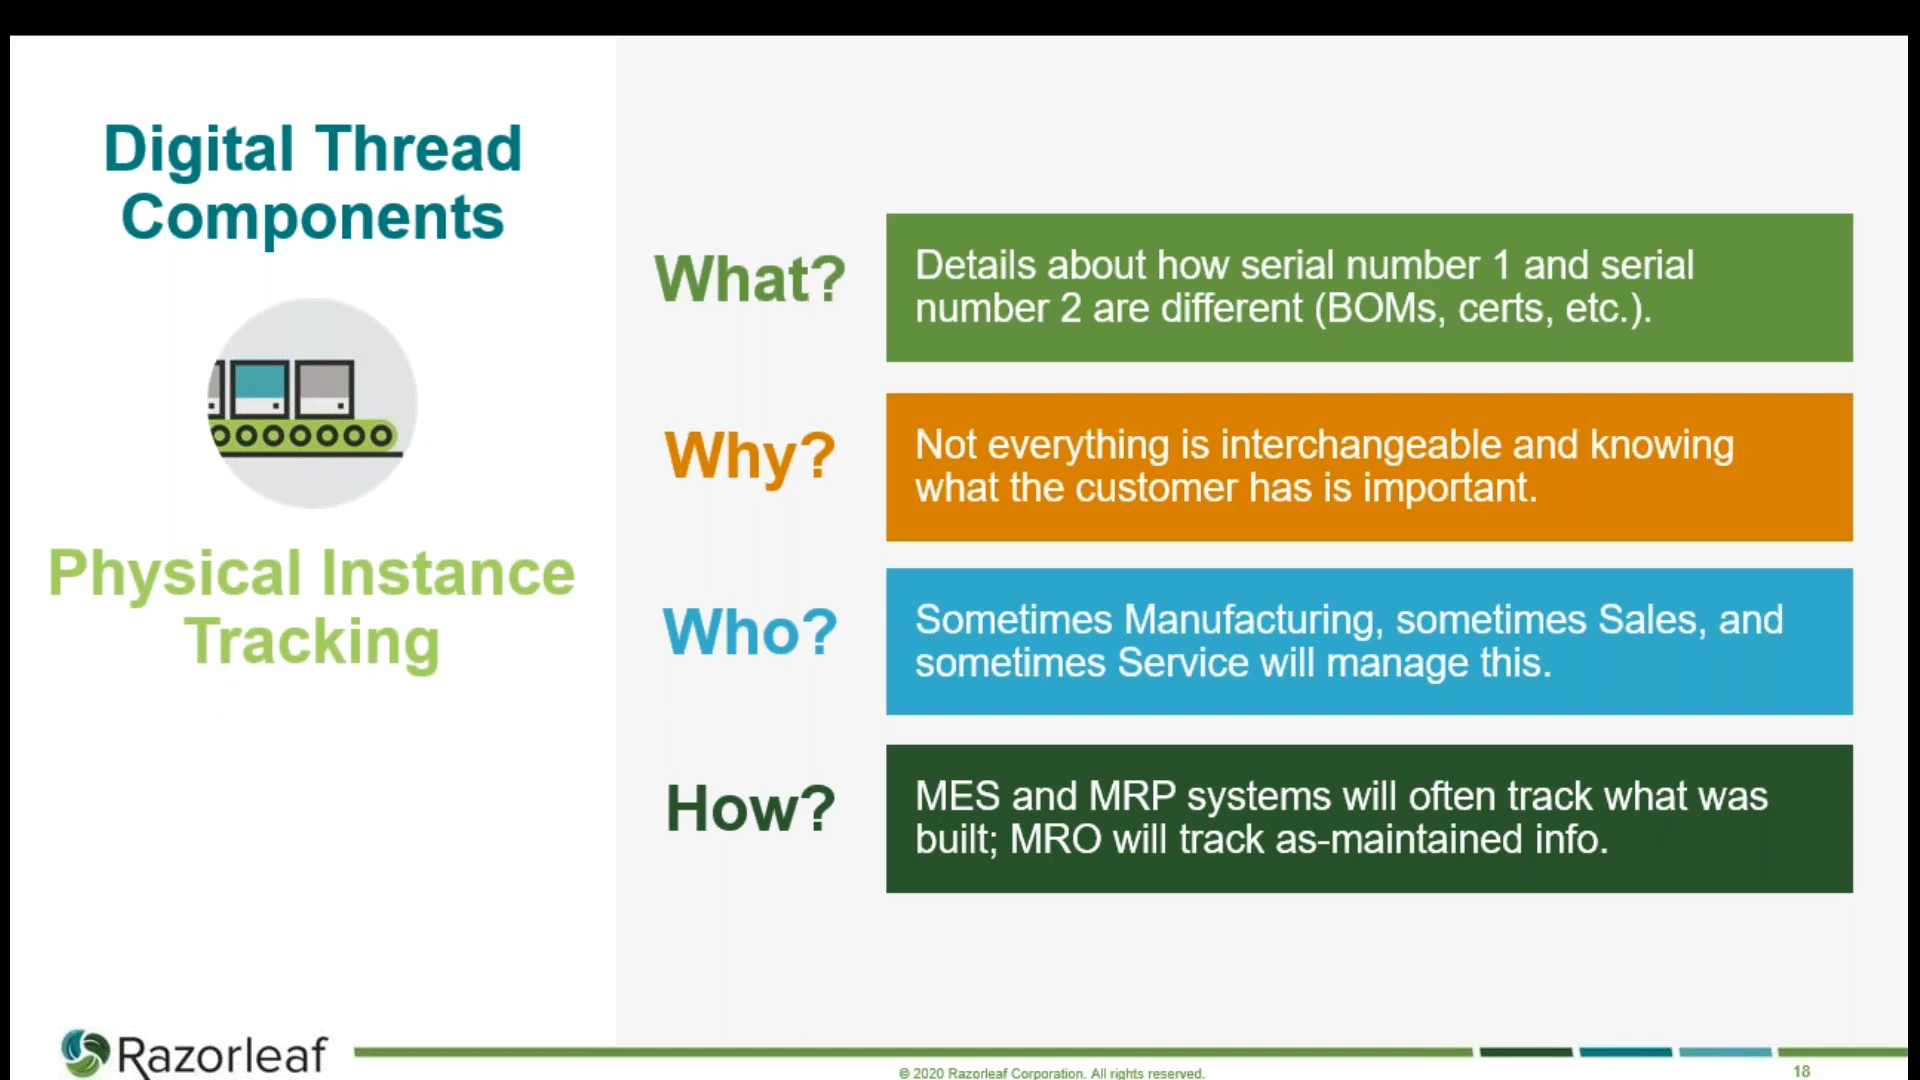 Digital Thread
Components
Physical Instance
Tracking
What?
Details about how serial number 1 and serial
number 2 are different (BOMs, certs, etc.).
Why?
Not everything is interchangeable and knowing
what the customer has is important.
Who?
Sometimes Manufacturing, sometimes Sales, and
sometimes Service will manage this.
How?
MES and MRP systems will often track what was
built; MRO will track as-maintained info.
Razorleaf
© 2020 Razorleaf Corporation. All rights reserved.
18